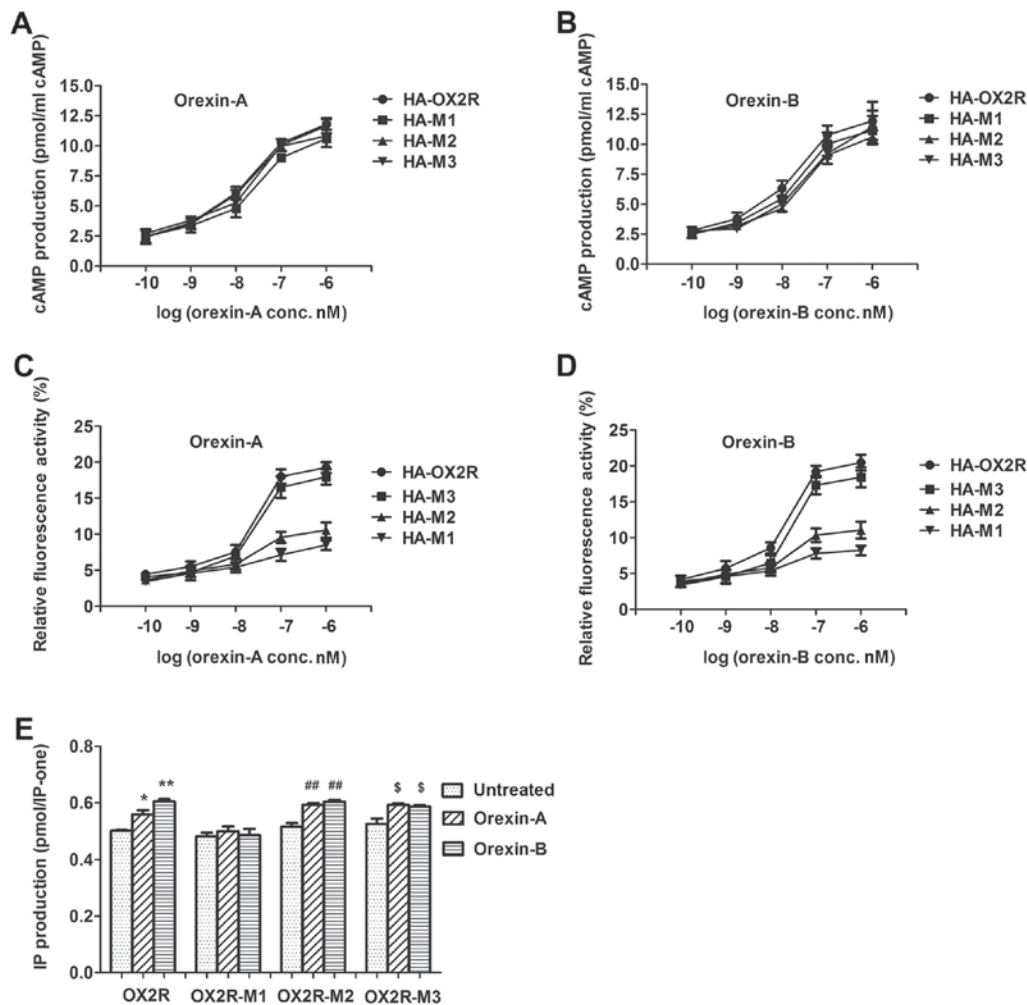 A
cAMP production (pmol/ml cAMP)
15.0
12.5
10.0
7.5
5.0
2.5
0.0
Orexin-A
HA-OX2R
HA-M1
HA-M2
HA-M3
-10 -9 -8 -7 -6
log (orexin-A conc. nM)
B
cAMP production (pmol/ml cAMP)
15.0
12.5
10.0
7.5
5.0
2.5
0.0
Orexin-B
HA-OX2R
HA-M1
HA-M2
HA-M3
-10 -9 -8 -7 -6
log (orexin-B conc. nM)
C
Relative fluorescence activity (%)
25
20
15
10
5
0
Orexin-A
HA-OX2R
HA-M3
HA-M2
HA-M1
-10 -9 -8 -7 -6
log (orexin-A conc. nM)
D
Relative fluorescence activity (%)
25
20
15
10
5
0
Orexin-B
HA-OX2R
HA-M3
HA-M2
HA-M1
-10 -9 -8 -7 -6
log (orexin-B conc. nM)
E
IP production (pmol/IP-one)
0.8
0.6
0.4
0.2
0.0
* ** ## ## $ $
Untreated
Orexin-A
Orexin-B
OX2R OX2R-M1 OX2R-M2 OX2R-M3